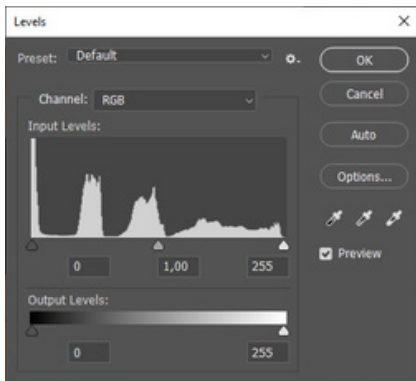 Levels
Preset: Default
OK
Cancel
Auto
Options...
Preview
Channel: RGB
Input Levels:
0 1,00 255
Output Levels:
0 255